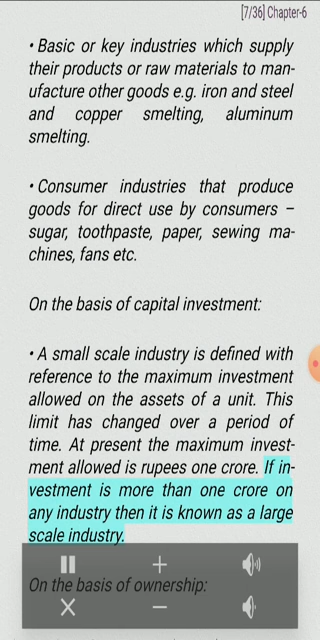 [7/36] Chapter-6
• Basic or key industries which supply
their products or raw materials to man-
ufacture other goods e.g. iron and steel
and copper smelting, aluminum
smelting.
• Consumer industries that produce
goods for direct use by consumers –
sugar, toothpaste, paper, sewing ma-
chines, fans etc.
On the basis of capital investment:
• A small scale industry is defined with
reference to the maximum investment
allowed on the assets of a unit. This
limit has changed over a period of
time. At present the maximum invest-
ment allowed is rupees one crore. If in-
vestment is more than one crore on
any industry then it is known as a large
scale industry.
On the basis of ownership: